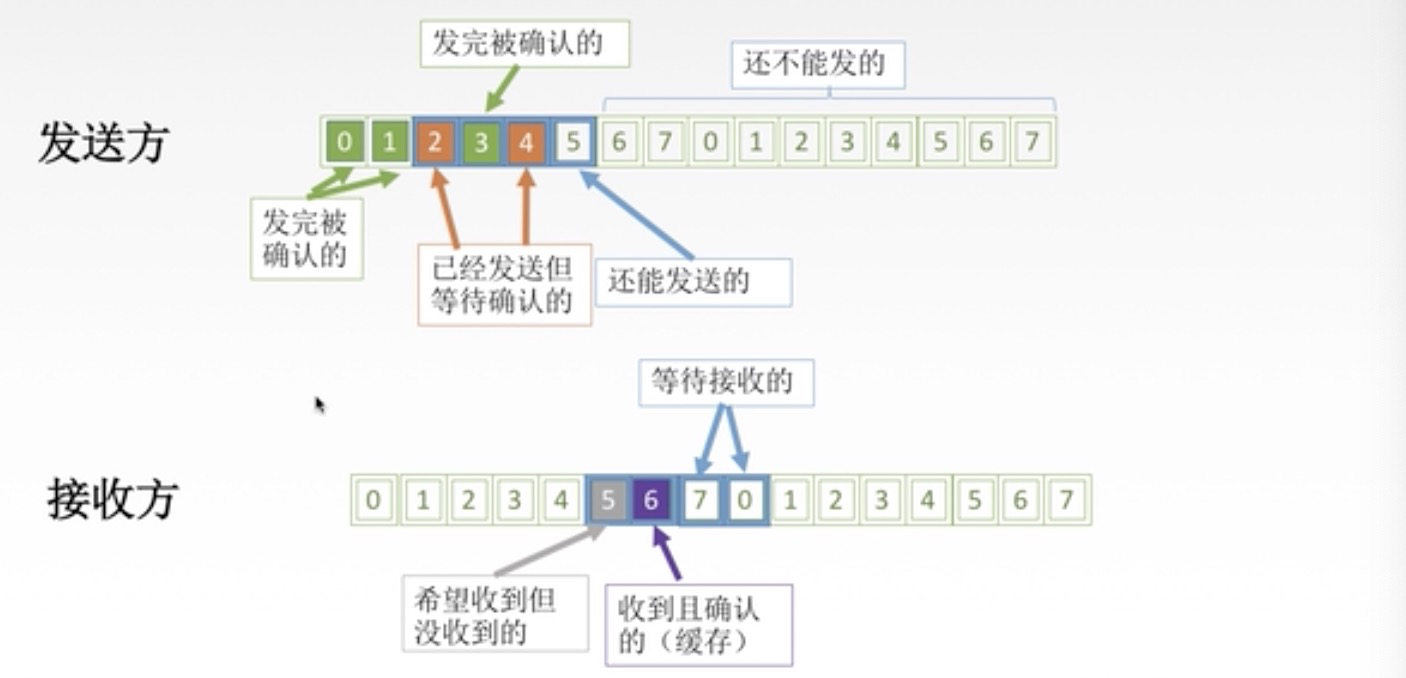 发完被确认的
还不能发的
发送方
0 1 2 3 4 5 6 7 0 1 2 3 4 5 6 7
发完被
确认的
已经发送但
等待确认的
还能发送的
等待接收的
接收方
0 1 2 3 4 5 6 7 0 1 2 3 4 5 6 7
希望收到但
没收到的
收到且确认
的（缓存）